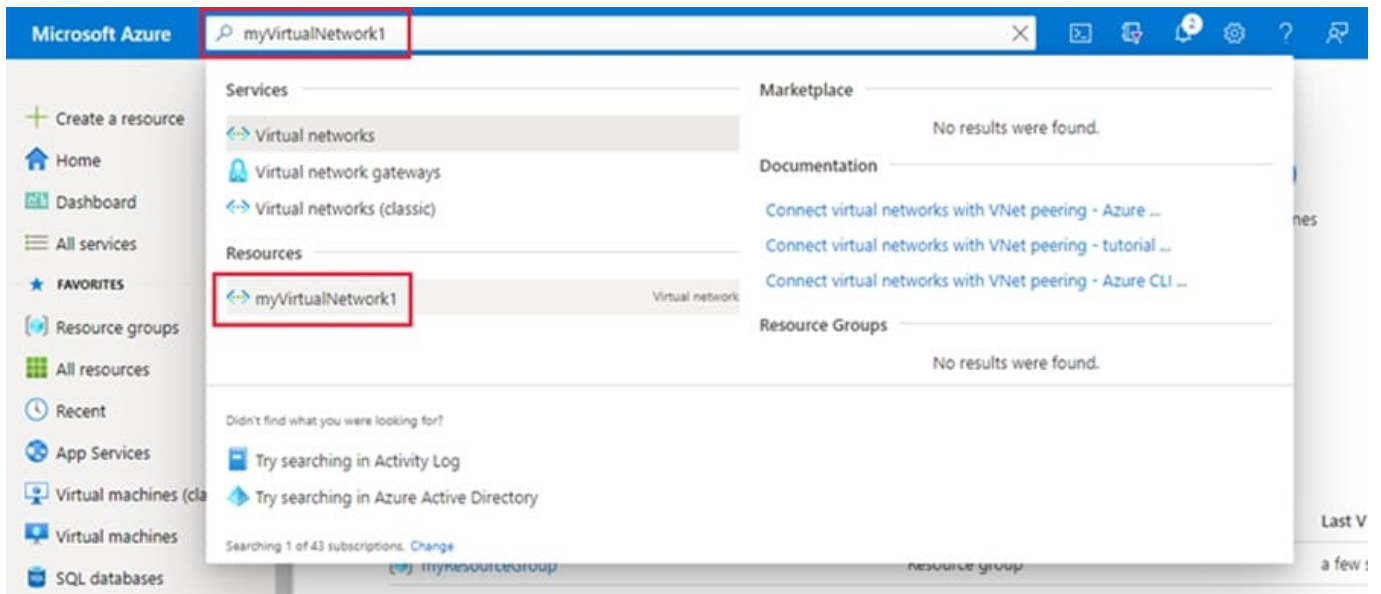 Microsoft Azure
myVirtualNetwork1
2
Create a resource
Home
Dashboard
All services
FAVORITES
Resource groups
All resources
Recent
App Services
Virtual machines (cla
Virtual machines
SQL databases
Services
Virtual networks
Virtual network gateways
Virtual networks (classic)
Resources
myVirtualNetwork1 Virtual network
Marketplace
No results were found.
Documentation
Connect virtual networks with VNet peering - Azure ...
Connect virtual networks with VNet peering - tutorial ...
Connect virtual networks with VNet peering - Azure CLI ...
Resource Groups
No results were found.
Didn't find what you were looking for?
Try searching in Activity Log
Try searching in Azure Active Directory
Searching 1 of 43 subscriptions. Change
nes
Last V
myResourceGroup Resource group a few s